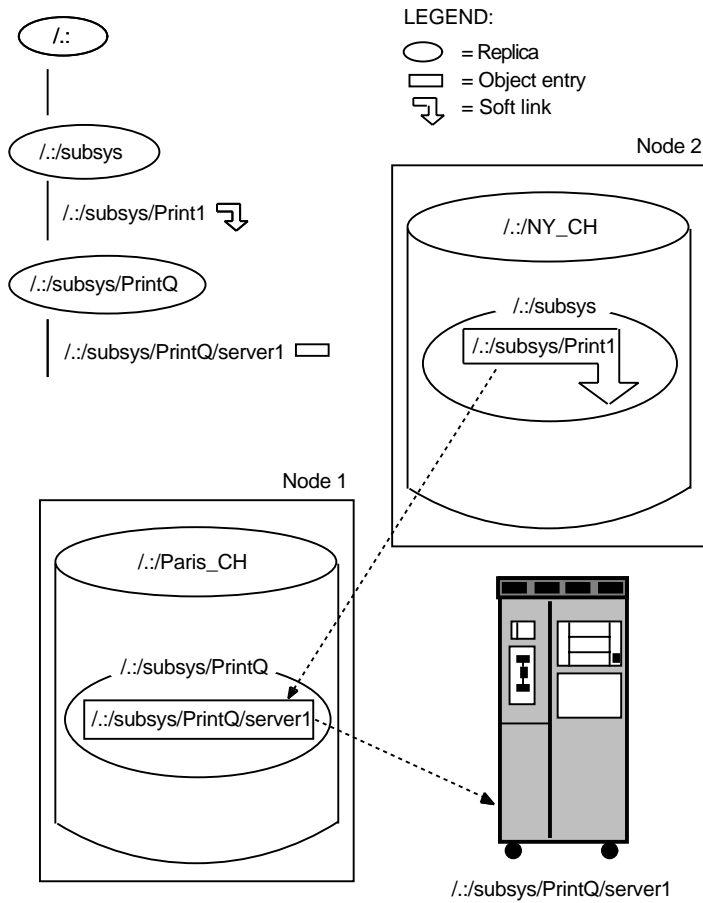 /.:
/.:/subsys
/.:/subsys/Print1
/.:/subsys/PrintQ
/.:/subsys/PrintQ/server1
LEGEND:
= Replica
= Object entry
= Soft link
Node 2
/.:/NY_CH
/.:/subsys
/.:/subsys/Print1
Node 1
/.:/Paris_CH
/.:/subsys/PrintQ
/.:/subsys/PrintQ/server1
/.:/subsys/PrintQ/server1